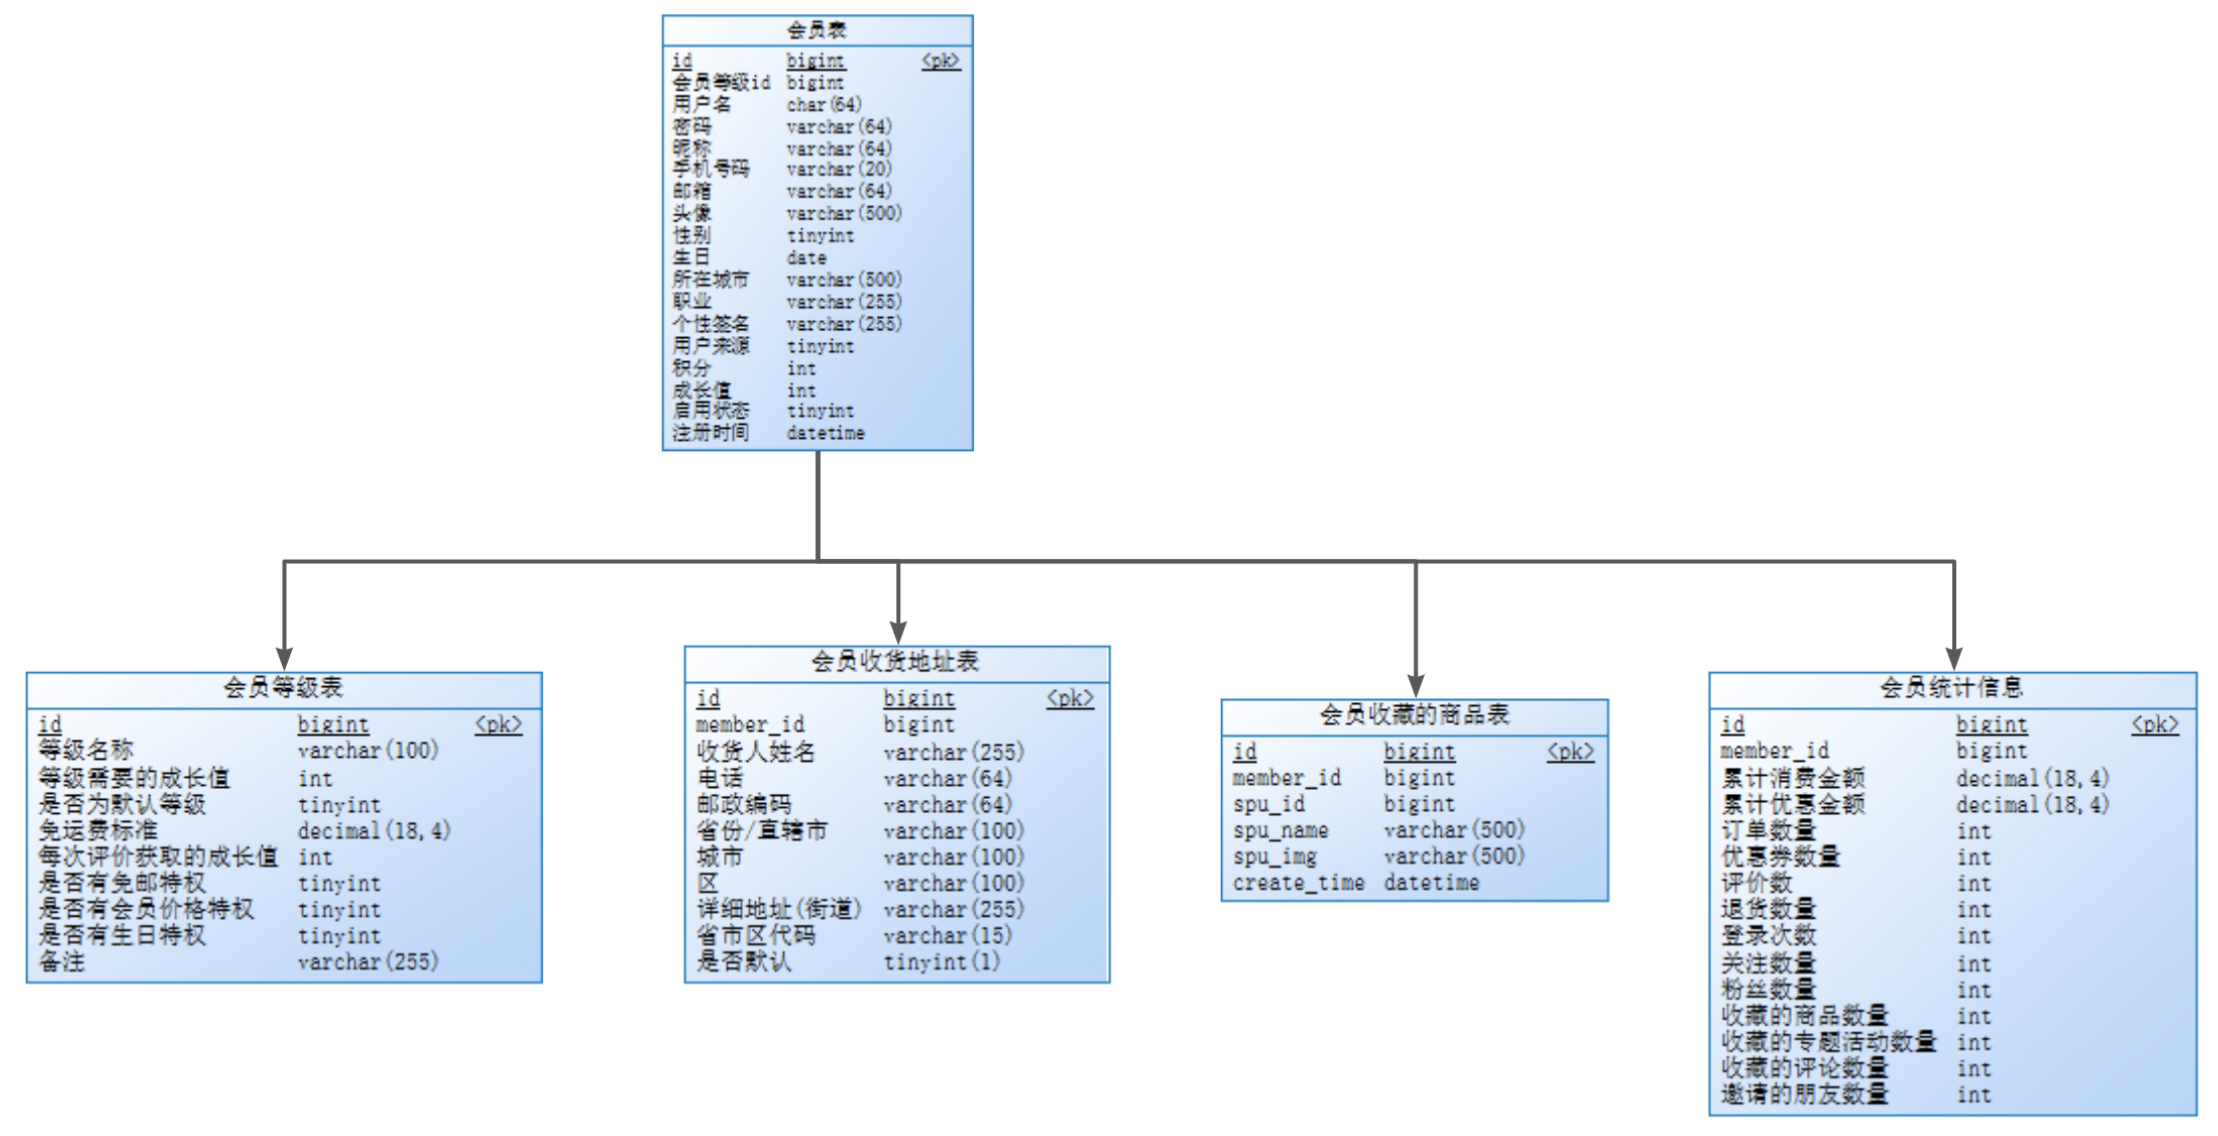 会员表
id bigint <pk>
会员等级id bigint
用户名 char(64)
密码 varchar(64)
昵称 varchar(64)
手机号码 varchar(20)
邮箱 varchar(64)
头像 varchar(500)
性别 tinyint
生日 date
所在城市 varchar(500)
职业 varchar(255)
个性签名 varchar(255)
用户来源 tinyint
积分 int
成长值 int
启用状态 tinyint
注册时间 datetime
会员等级表
id bigint <pk>
等级名称 varchar(100)
等级需要的成长值 int
是否为默认等级 tinyint
免运费标准 decimal(18,4)
每次评价获取的成长值 int
是否有免邮特权 tinyint
是否有会员价格特权 tinyint
是否有生日特权 tinyint
备注 varchar(255)
会员收货地址表
id bigint <pk>
member_id bigint
收货人姓名 varchar(255)
电话 varchar(64)
邮政编码 varchar(64)
省份/直辖市 varchar(100)
城市 varchar(100)
区 varchar(100)
详细地址(街道) varchar(255)
省市区代码 varchar(15)
是否默认 tinyint(1)
会员收藏的商品表
id bigint <pk>
member_id bigint
spu_id bigint
spu_name varchar(500)
spu_img varchar(500)
create_time datetime
会员统计信息
id bigint <pk>
member_id bigint
累计消费金额 decimal(18,4)
累计优惠金额 decimal(18,4)
订单数量 int
优惠券数量 int
评价数 int
退货数量 int
登录次数 int
关注数量 int
粉丝数量 int
收藏的商品数量 int
收藏的专题活动数量 int
收藏的评论数量 int
邀请的朋友数量 int